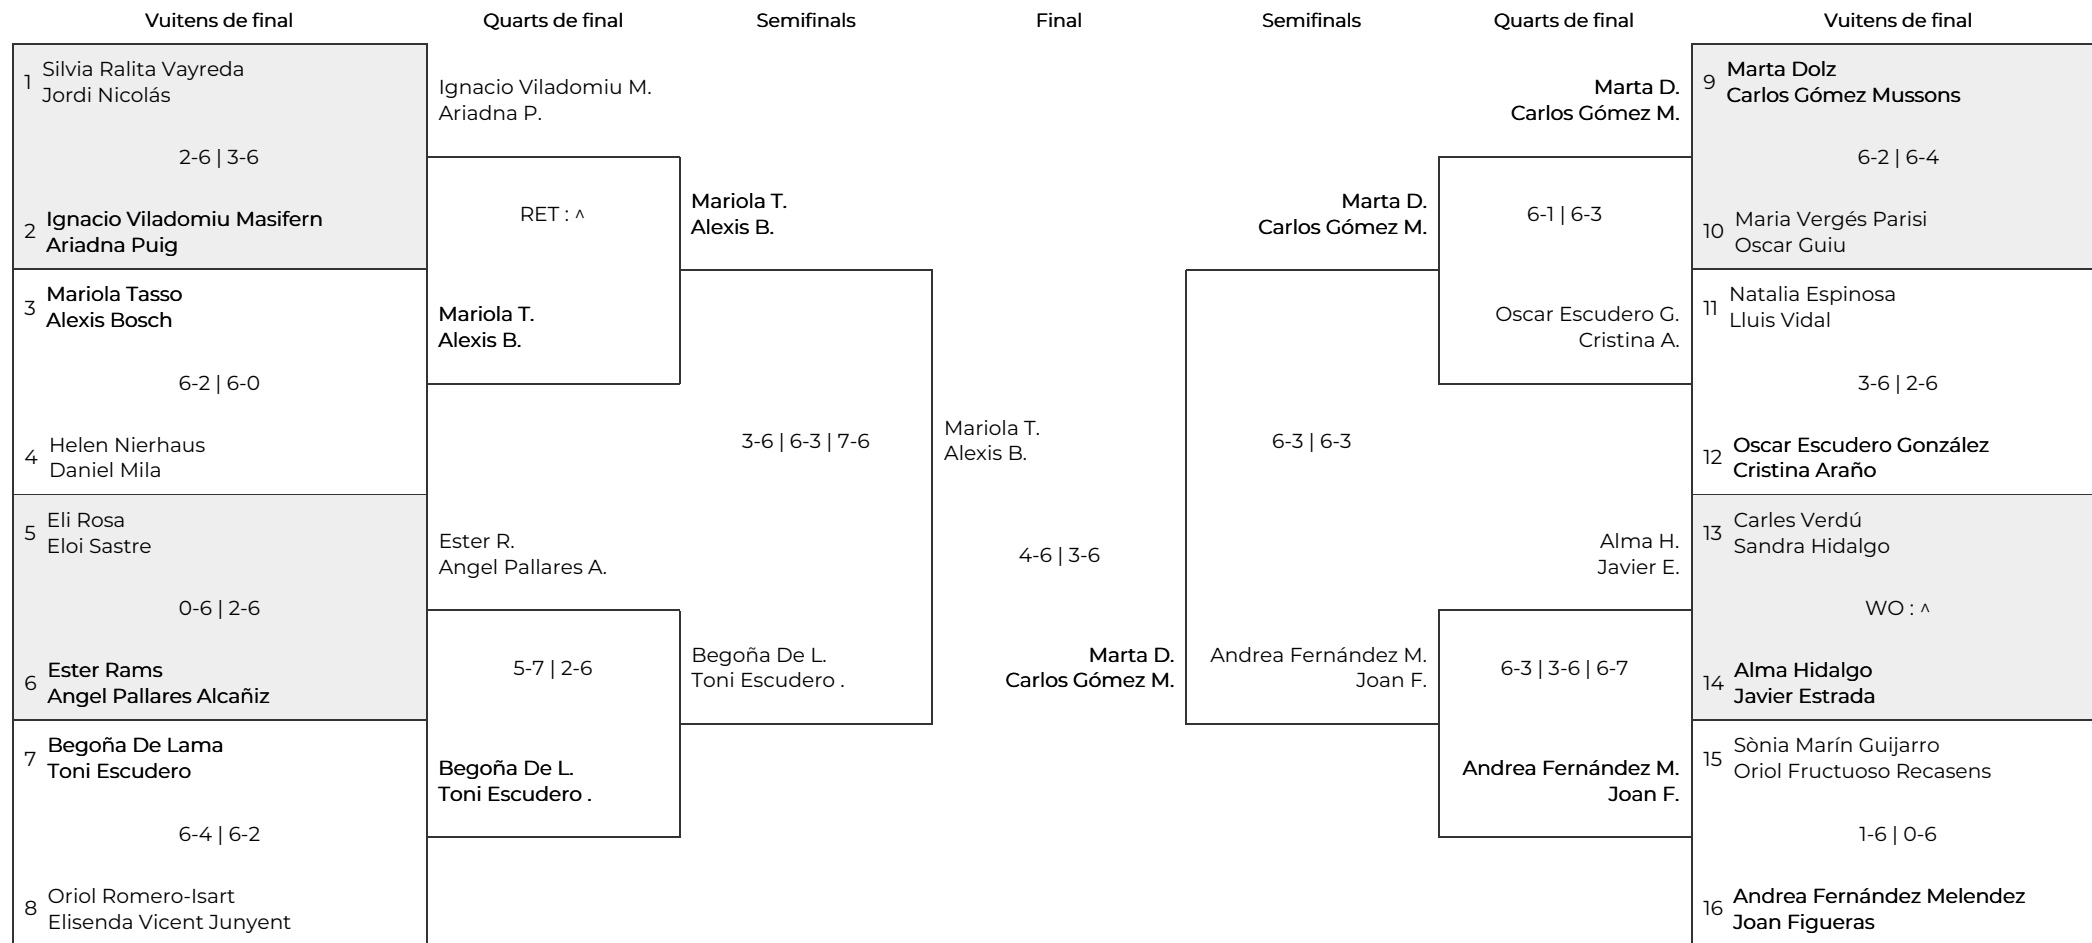 Vuitens de final
Quarts de final
Semifinals
Final
Semifinals
Quarts de final
Vuitens de final
1
Silvia Ralita Vayreda
Jordi Nicolás
2-6 | 3-6
2
Ignacio Viladomiu Masifern
Ariadna Puig
3
Mariola Tasso
Alexis Bosch
6-2 | 6-0
4
Helen Nierhaus
Daniel Mila
5
Eli Rosa
Eloi Sastre
0-6 | 2-6
6
Ester Rams
Angel Pallares Alcañiz
7
Begoña De Lama
Toni Escudero
6-4 | 6-2
8
Oriol Romero-Isart
Elisenda Vicent Junyent
Ignacio Viladomiu M.
Ariadna P.
RET : ^
Mariola T.
Alexis B.
Ester R.
Angel Pallares A.
5-7 | 2-6
Begoña De L.
Toni Escudero .
Mariola T.
Alexis B.
3-6 | 6-3 | 7-6
Begoña De L.
Toni Escudero .
Mariola T.
Alexis B.
4-6 | 3-6
Marta D.
Carlos Gómez M.
Marta D.
Carlos Gómez M.
6-3 | 6-3
Andrea Fernández M.
Joan F.
Marta D.
Carlos Gómez M.
6-1 | 6-3
Oscar Escudero G.
Cristina A.
Alma H.
Javier E.
6-3 | 3-6 | 6-7
Andrea Fernández M.
Joan F.
9
Marta Dolz
Carlos Gómez Mussons
6-2 | 6-4
10
Maria Vergés Parisi
Oscar Guiu
11
Natalia Espinosa
Lluis Vidal
3-6 | 2-6
12
Oscar Escudero González
Cristina Araño
13
Carles Verdú
Sandra Hidalgo
WO : ^
14
Alma Hidalgo
Javier Estrada
15
Sònia Marín Guijarro
Oriol Fructuoso Recasens
1-6 | 0-6
16
Andrea Fernández Melendez
Joan Figueras